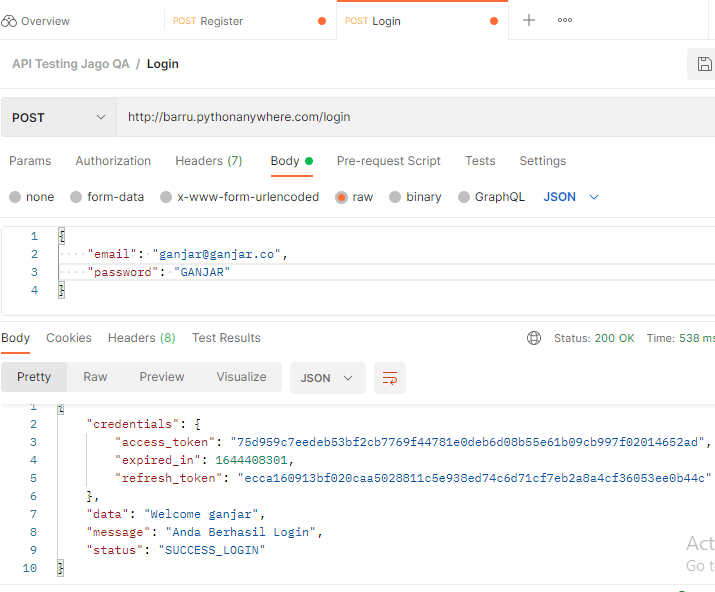 Overview POST Register POST Login
API Testing Jago QA / Login
POST http://barru.pythonanywhere.com/login
Params Authorization Headers (7) Body Pre-request Script Tests Settings
none form-data x-www-form-urlencoded raw binary GraphQL JSON
1 {
2 "email": "ganjar@ganjar.co",
3 "password": "GANJAR"
4 }
Body Cookies Headers (8) Test Results Status: 200 OK Time: 538 ms
Pretty Raw Preview Visualize JSON
1 {
2 "credentials": {
3 "access_token": "75d959c7eedeb53bf2cb7769f44781e0deb6d08b55e61b09cb997f02014652ad",
4 "expired_in": 1644408301,
5 "refresh_token": "ecca160913bf020caa5028811c5e938ed74c6d71cf7eb2a8a4cf36053ee0b44c"
6 },
7 "data": "Welcome ganjar",
8 "message": "Anda Berhasil Login",
9 "status": "SUCCESS_LOGIN"
10 }
Act
Go t